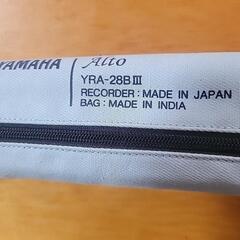 YAMAHA Alto
YRA-28BIII
RECORDER: MADE IN JAPAN
BAG: MADE IN INDIA